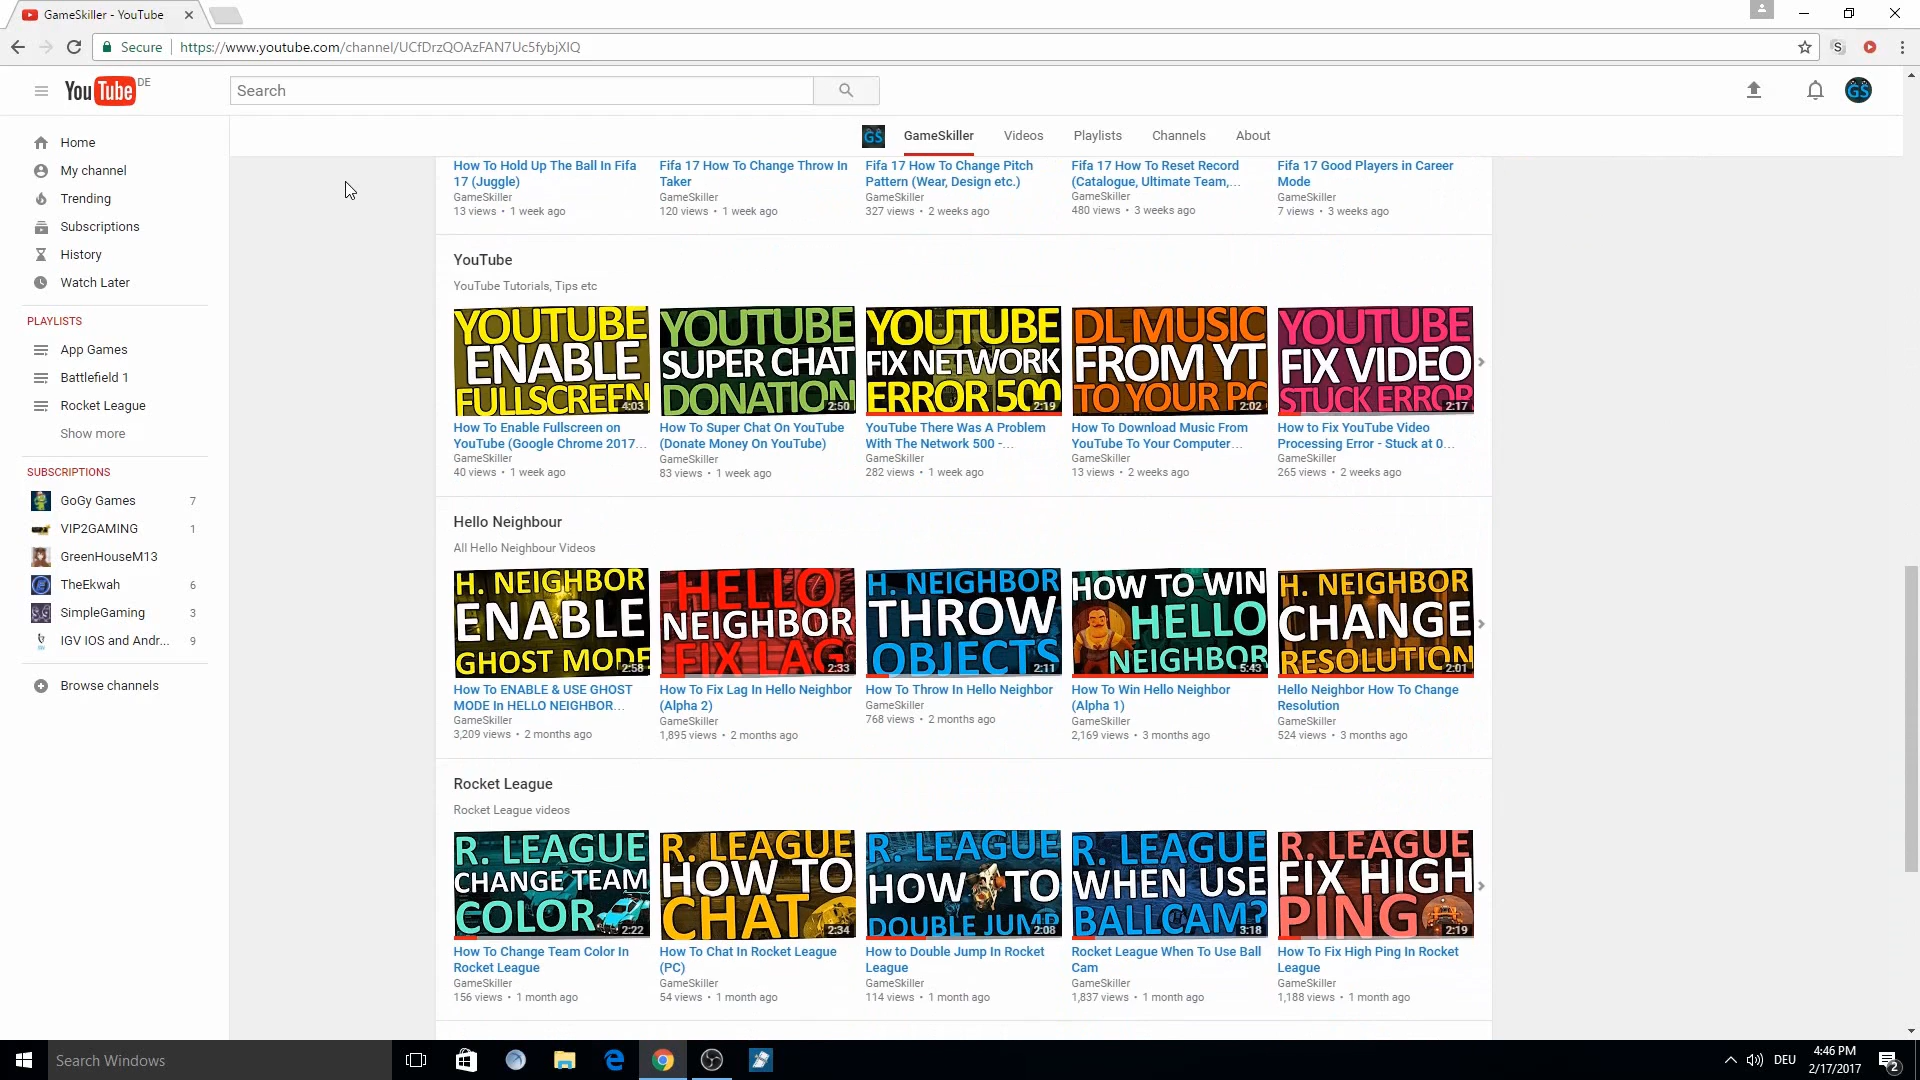 GameSkiller - YouTube
Secure
https://www.youtube.com/channel/UCfDrzQOAzFAN7Uc5fybjXIQ
YouTube DE
Search
GS
GS GameSkiller Videos Playlists Channels About
Home
My channel
Trending
Subscriptions
History
Watch Later
PLAYLISTS
App Games
Battlefield 1
Rocket League
Show more
SUBSCRIPTIONS
GoGy Games 7
VIP2GAMING 1
GreenHouseM13
TheEkwah 6
SimpleGaming 3
IGV IOS and Andr... 9
Browse channels
How To Hold Up The Ball In Fifa
17 (Juggle)
GameSkiller
13 views • 1 week ago
Fifa 17 How To Change Throw In
Taker
GameSkiller
120 views • 1 week ago
Fifa 17 How To Change Pitch
Pattern (Wear, Design etc.)
GameSkiller
327 views • 2 weeks ago
Fifa 17 How To Reset Record
(Catalogue, Ultimate Team,...
GameSkiller
480 views • 3 weeks ago
Fifa 17 Good Players in Career
Mode
GameSkiller
7 views • 3 weeks ago
YouTube
YouTube Tutorials, Tips etc
YOUTUBE
ENABLE
FULLSCREEN
4:03
How To Enable Fullscreen on
YouTube (Google Chrome 2017...
GameSkiller
40 views • 1 week ago
YOUTUBE
SUPER CHAT
DONATION
2:50
How To Super Chat On YouTube
(Donate Money On YouTube)
GameSkiller
83 views • 1 week ago
YOUTUBE
FIX NETWORK
ERROR 500
2:19
YouTube There Was A Problem
With The Network 500 -...
GameSkiller
282 views • 1 week ago
DL MUSIC
FROM YT
TO YOUR PC
2:02
How To Download Music From
YouTube To Your Computer...
GameSkiller
13 views • 2 weeks ago
YOUTUBE
FIX VIDEO
STUCK ERROR
2:17
How to Fix YouTube Video
Processing Error - Stuck at 0...
GameSkiller
265 views • 2 weeks ago
Hello Neighbour
All Hello Neighbour Videos
H. NEIGHBOR
ENABLE
GHOST MODE
2:58
How To ENABLE & USE GHOST
MODE In HELLO NEIGHBOR...
GameSkiller
3,209 views • 2 months ago
HELLO
NEIGHBOR
FIX LAG
2:33
How To Fix Lag In Hello Neighbor
(Alpha 2)
GameSkiller
1,895 views • 2 months ago
H. NEIGHBOR
THROW
OBJECTS
2:11
How To Throw In Hello Neighbor
GameSkiller
768 views • 2 months ago
HOW TO WIN
HELLO
NEIGHBOR
5:43
How To Win Hello Neighbor
(Alpha 1)
GameSkiller
2,169 views • 3 months ago
H. NEIGHBOR
CHANGE
RESOLUTION
2:01
Hello Neighbor How To Change
Resolution
GameSkiller
524 views • 3 months ago
Rocket League
Rocket League videos
R. LEAGUE
CHANGE TEAM
COLOR
2:22
How To Change Team Color In
Rocket League
GameSkiller
156 views • 1 month ago
R. LEAGUE
HOW TO
CHAT
2:34
How To Chat In Rocket League
(PC)
GameSkiller
54 views • 1 month ago
R. LEAGUE
HOW TO
DOUBLE JUMP
2:08
How to Double Jump In Rocket
League
GameSkiller
114 views • 1 month ago
R. LEAGUE
WHEN USE
BALLCAM?
3:18
Rocket League When To Use Ball
Cam
GameSkiller
1,837 views • 1 month ago
R. LEAGUE
FIX HIGH
PING
2:19
How To Fix High Ping In Rocket
League
GameSkiller
1,188 views • 1 month ago
Search Windows
DEU
4:46 PM
2/17/2017
2